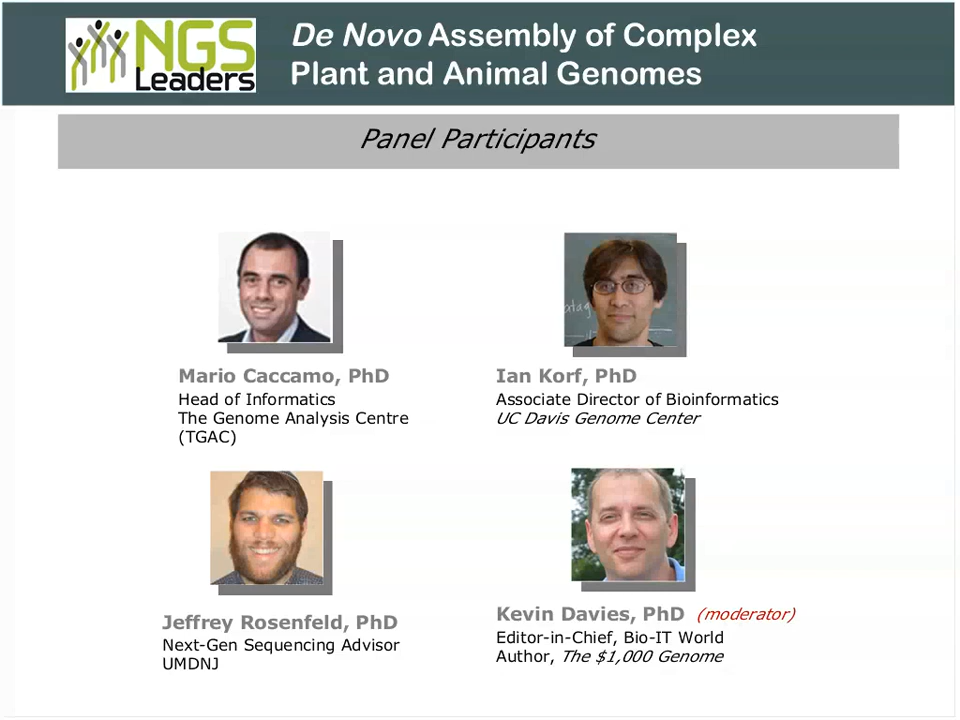 NGS
Leaders
De Novo Assembly of Complex
Plant and Animal Genomes
Panel Participants
Mario Caccamo, PhD
Head of Informatics
The Genome Analysis Centre
(TGAC)
Ian Korf, PhD
Associate Director of Bioinformatics
UC Davis Genome Center
Jeffrey Rosenfeld, PhD
Next-Gen Sequencing Advisor
UMDNJ
Kevin Davies, PhD (moderator)
Editor-in-Chief, Bio-IT World
Author, The $1,000 Genome